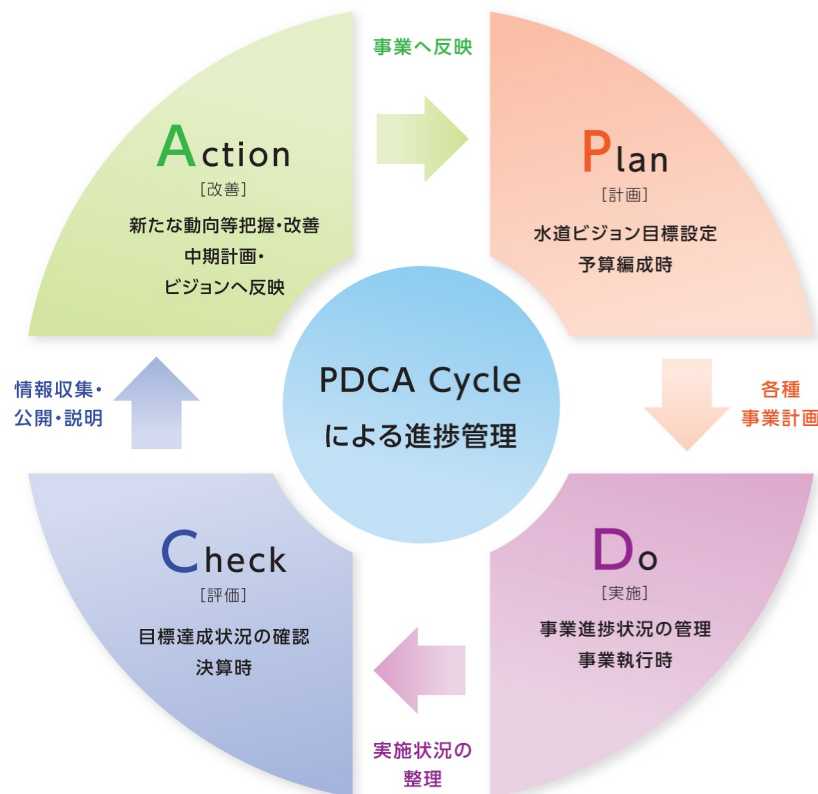 事業へ反映
Action
[改善]
新たな動向等把握・改善
中期計画・
ビジョンへ反映
Plan
[計画]
水道ビジョン目標設定
予算編成時
PDCA Cycle
による進捗管理
情報収集・
公開・説明
各種
事業計画
Check
[評価]
目標達成状況の確認
決算時
Do
[実施]
事業進捗状況の管理
事業執行時
実施状況の
整理